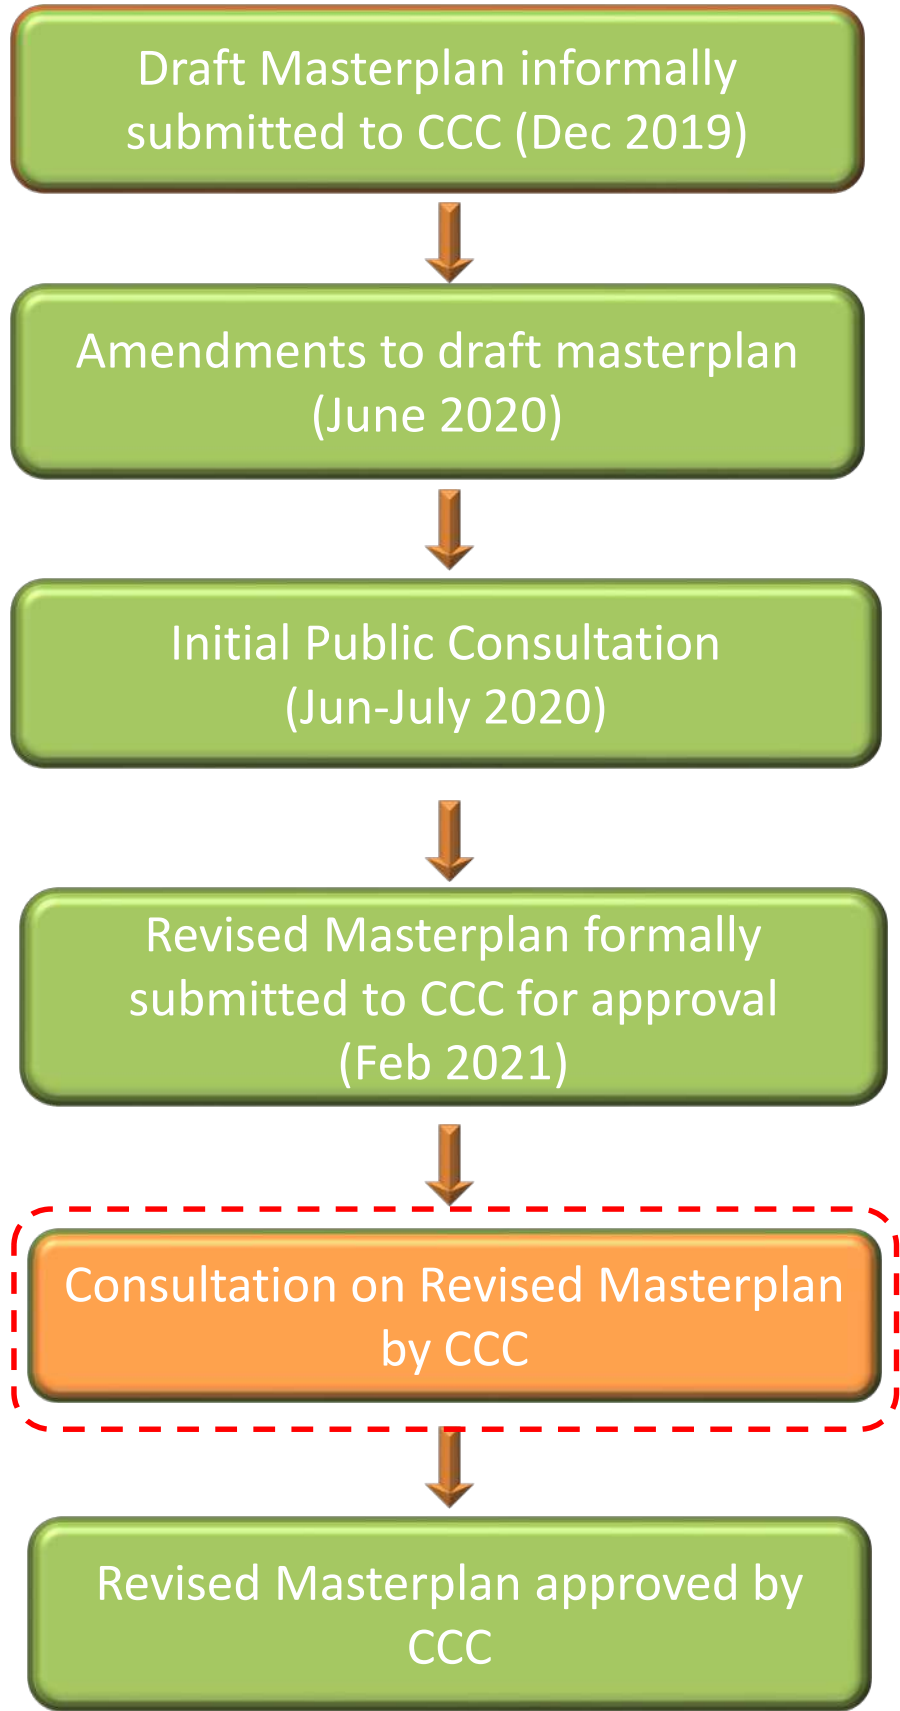 Draft Masterplan informally
submitted to CCC (Dec 2019)
Amendments to draft masterplan
(June 2020)
Initial Public Consultation
(Jun-July 2020)
Revised Masterplan formally
submitted to CCC for approval
(Feb 2021)
Consultation on Revised Masterplan
by CCC
Revised Masterplan approved by
CCC